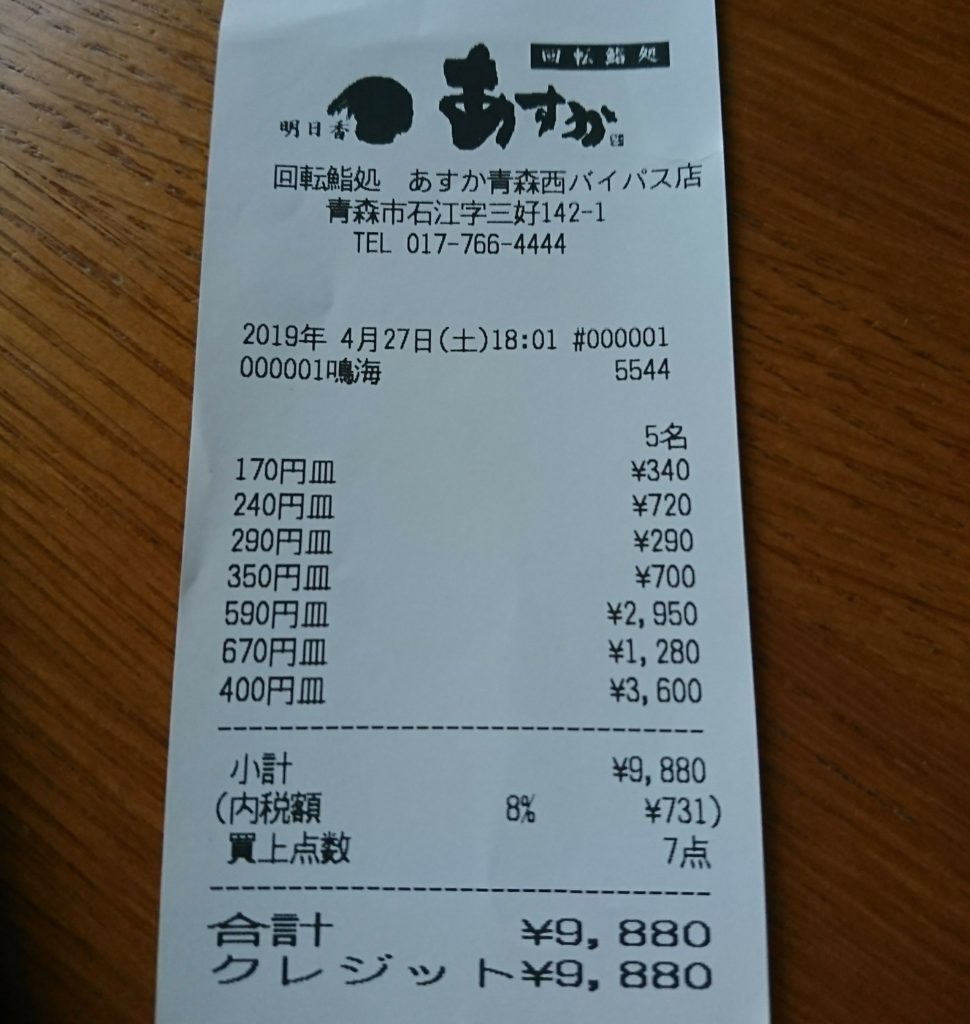 回転鮨処
明日香 あすか
回転鮨処 あすか青森西バイパス店
青森市石江字三好142-1
TEL 017-766-4444
2019年 4月27日(土)18:01 #000001
000001鳴海 5544
5名
170円皿 ¥340
240円皿 ¥720
290円皿 ¥290
350円皿 ¥700
590円皿 ¥2,950
670円皿 ¥1,280
400円皿 ¥3,600
小計 ¥9,880
(内税額 8% ¥731)
買上点数 7点
合計 ¥9,880
クレジット¥9,880